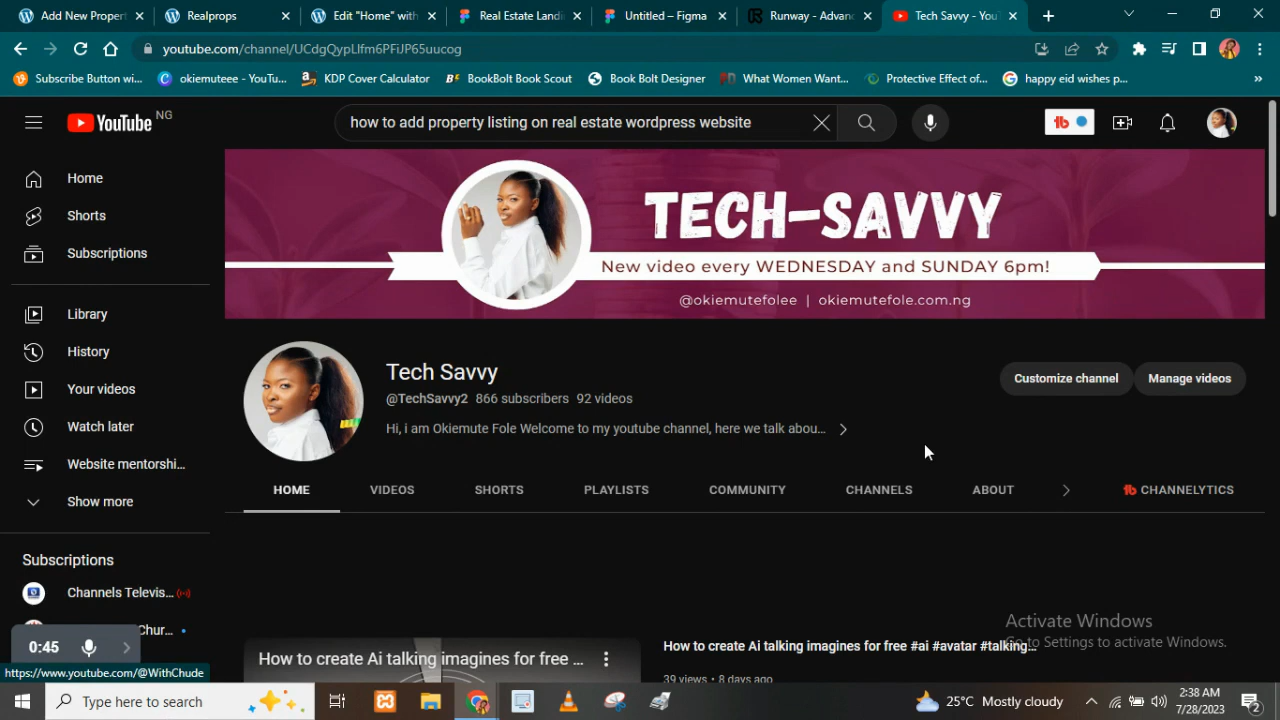 Add New Propert
Realprops
Edit "Home" with
Real Estate Landi
Untitled – Figma
Runway - Advanc
Tech Savvy - You
youtube.com/channel/UCdgQypLlfm6PFiJP65uucog
Subscribe Button wi...
okiemuteee - YouTu...
KDP Cover Calculator
BookBolt Book Scout
Book Bolt Designer
What Women Want...
Protective Effect of...
happy eid wishes p...
YouTube NG
how to add property listing on real estate wordpress website
Home
Shorts
Subscriptions
Library
History
Your videos
Watch later
Website mentorshi...
Show more
Subscriptions
Channels Televis...
TECH-SAVVY
New video every WEDNESDAY and SUNDAY 6pm!
@okiemutefolee | okiemutefole.com.ng
Tech Savvy
@TechSavvy2 866 subscribers 92 videos
Hi, i am Okiemute Fole Welcome to my youtube channel, here we talk abou...
Customize channel
Manage videos
HOME
VIDEOS
SHORTS
PLAYLISTS
COMMUNITY
CHANNELS
ABOUT
CHANNELYTICS
How to create Ai talking imagines for free ...
How to create Ai talking imagines for free #ai #avatar #talking...
39 views • 8 days ago
Activate Windows
Go to Settings to activate Windows.
0:45
https://www.youtube.com/@WithChude
Type here to search
25°C Mostly cloudy
2:38 AM
7/28/2023
2